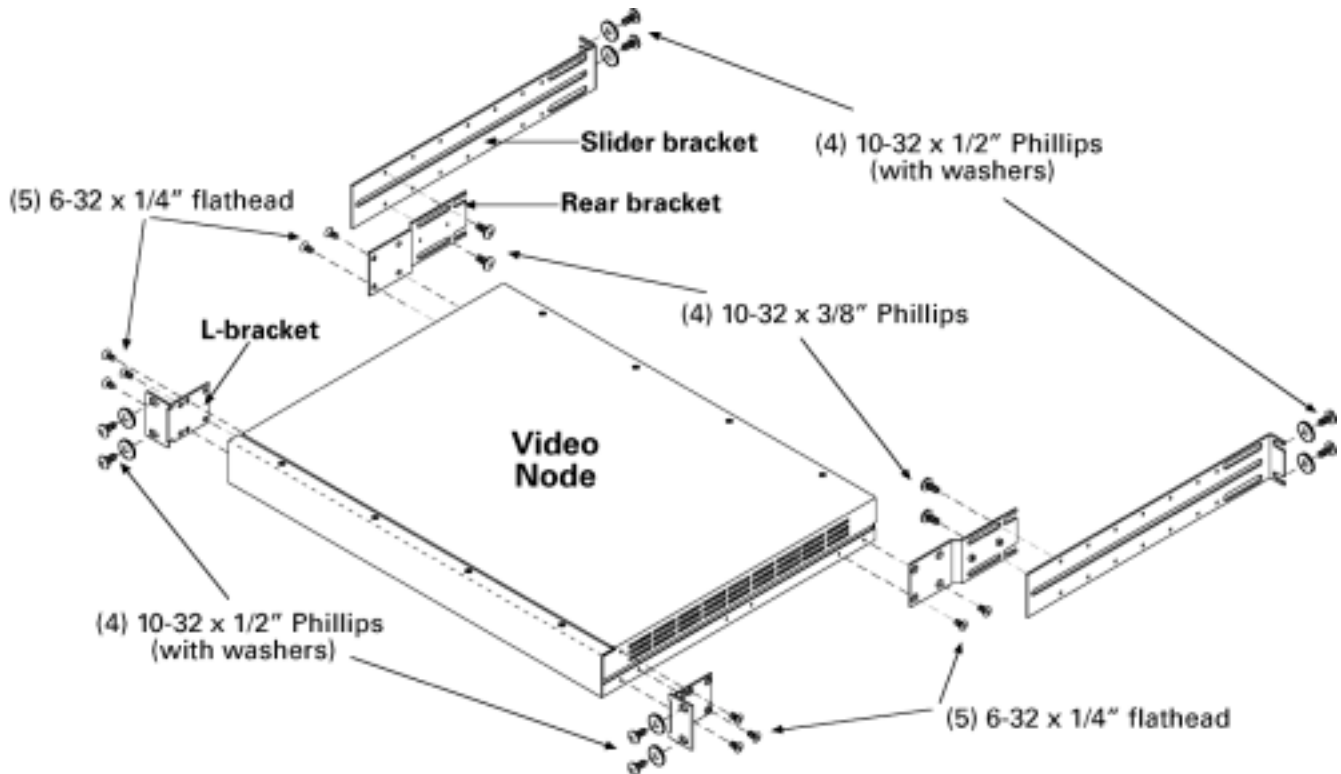 (4) 10-32 x 1/2” Phillips
(with washers)
Slider bracket
(5) 6-32 x 1/4” flathead
Rear bracket
(4) 10-32 x 3/8” Phillips
L-bracket
Video
Node
(4) 10-32 x 1/2” Phillips
(with washers)
(5) 6-32 x 1/4” flathead